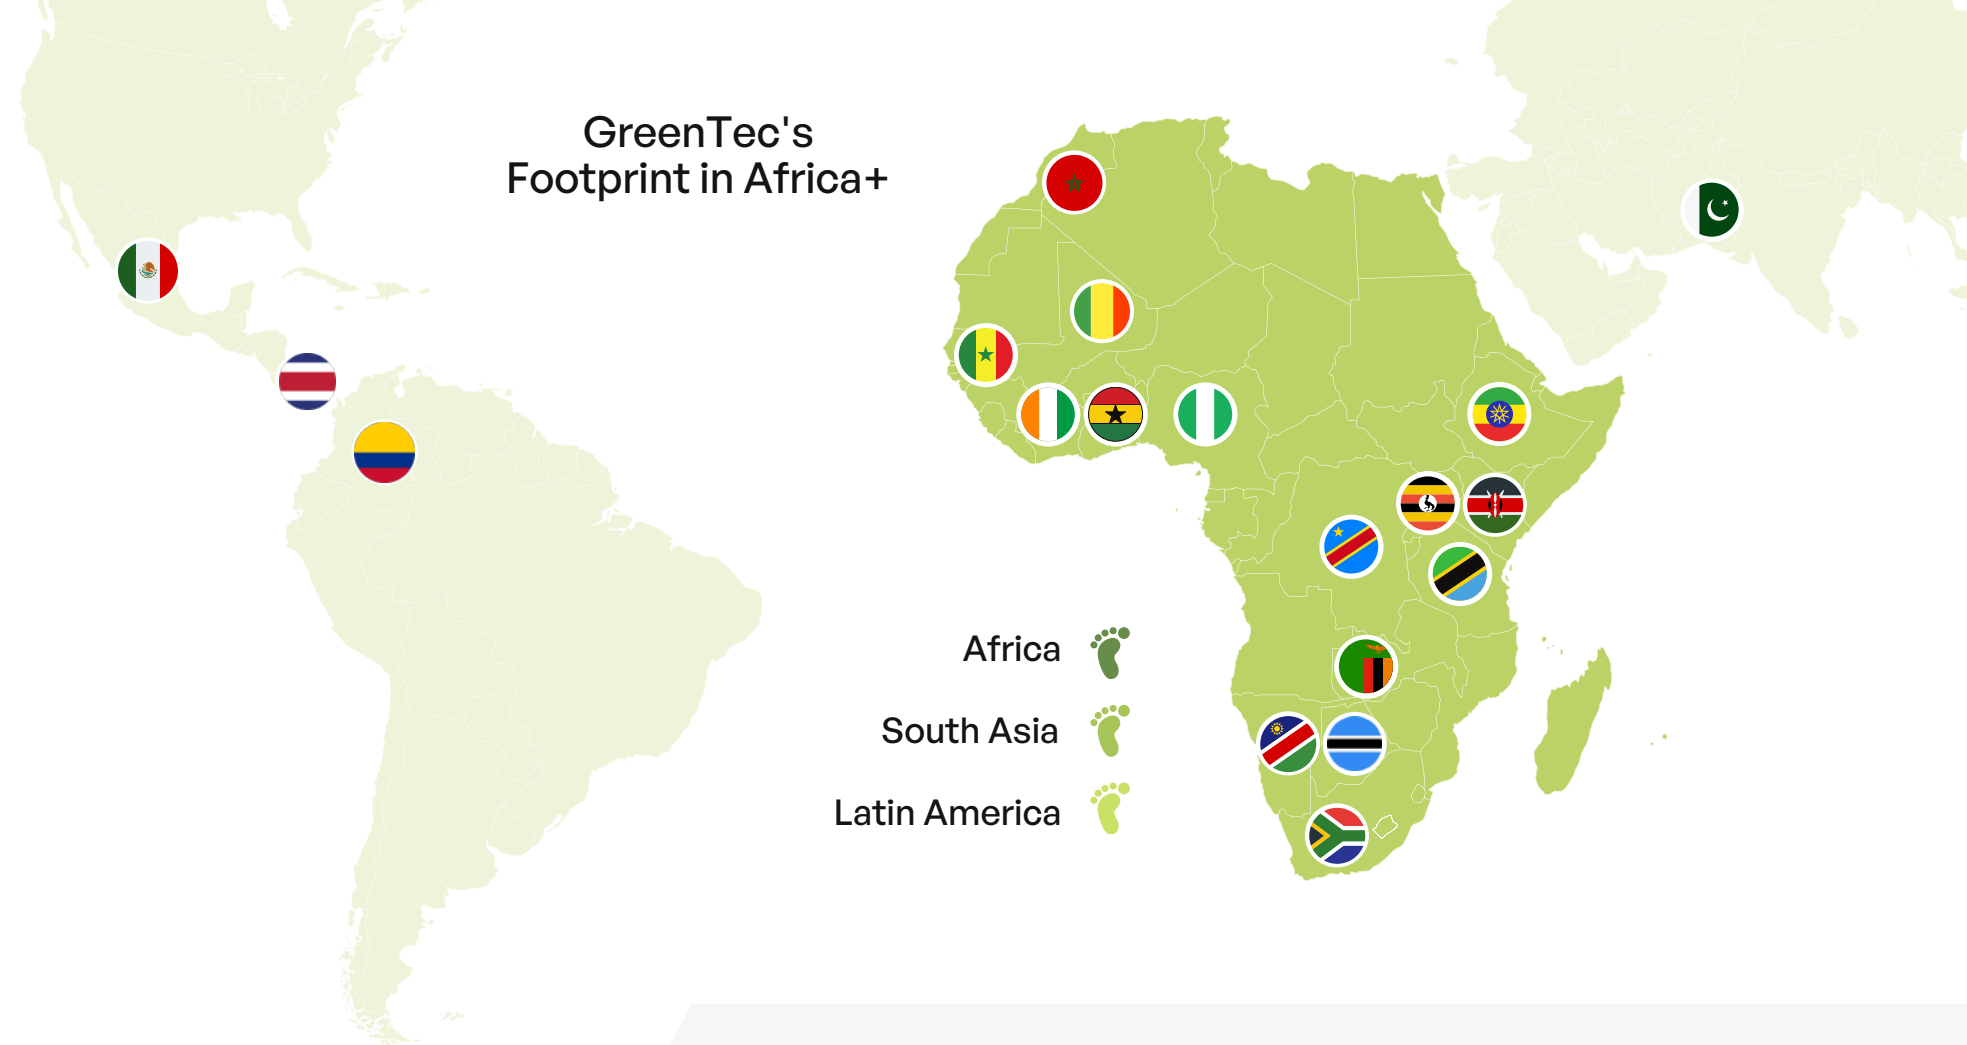 GreenTec's
Footprint in Africa+
Africa
South Asia
Latin America